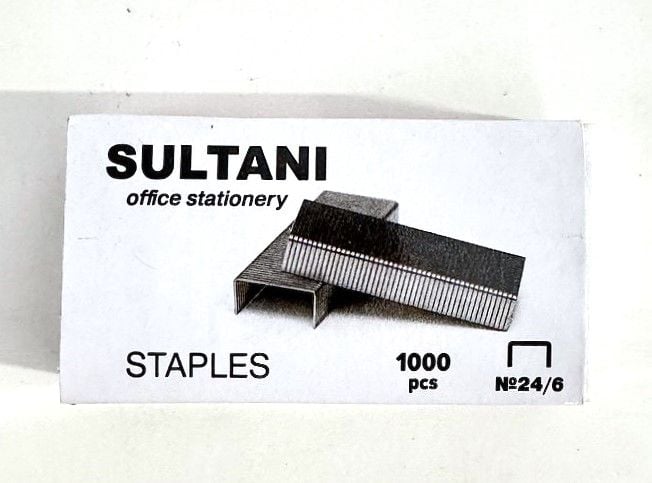 SULTANI
office stationery
STAPLES
1000
pcs
№24/6